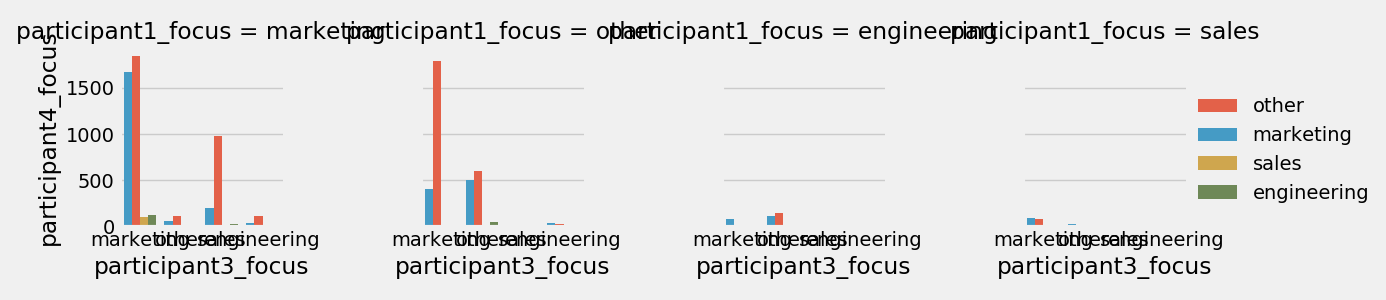 participant1_focus = marketing
participant1_focus = other
participant1_focus = engineering
participant1_focus = sales
participant4_focus
1500
1000
500
0
marketing other sales engineering
marketing other sales engineering
marketing other sales engineering
marketing other sales engineering
participant3_focus
participant3_focus
participant3_focus
participant3_focus
other
marketing
sales
engineering